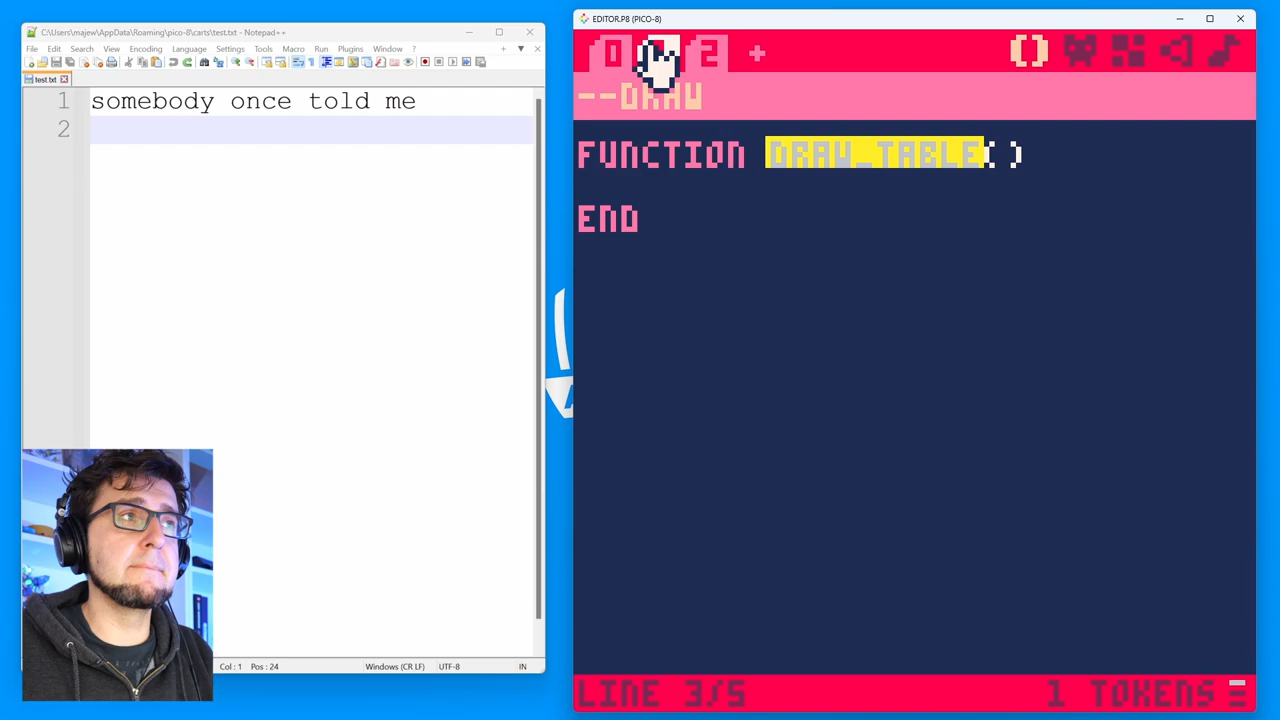 C:\Users\majew\AppData\Roaming\pico-8\carts\test.txt - Notepad++
File Edit Search View Encoding Language Settings Tools Macro Run Plugins Window ?
test.txt
1 somebody once told me
2
Col : 1 Pos : 24 Windows (CR LF) UTF-8 IN
EDITOR.P8 (PICO-8)
0 2 +
--DRAW
FUNCTION DRAW_TABLE()
END
LINE 3/5 1 TOKENS